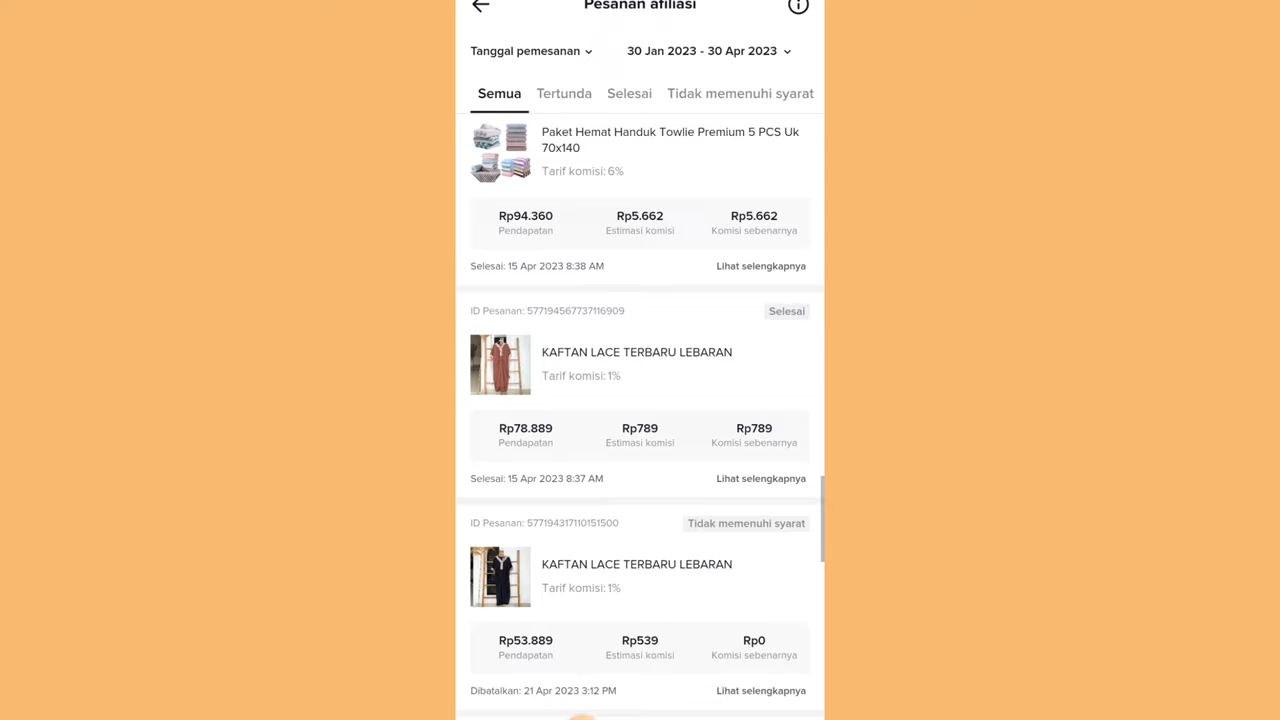 Pesanan afiliasi
Tanggal pemesanan 30 Jan 2023 - 30 Apr 2023
Semua Tertunda Selesai Tidak memenuhi syarat
Paket Hemat Handuk Towlie Premium 5 PCS Uk
70x140
Tarif komisi: 6%
Rp94.360 Rp5.662 Rp5.662
Pendapatan Estimasi komisi Komisi sebenarnya
Selesai: 15 Apr 2023 8:38 AM Lihat selengkapnya
ID Pesanan: 577194567737116909 Selesai
KAFTAN LACE TERBARU LEBARAN
Tarif komisi: 1%
Rp78.889 Rp789 Rp789
Pendapatan Estimasi komisi Komisi sebenarnya
Selesai: 15 Apr 2023 8:37 AM Lihat selengkapnya
ID Pesanan: 577194317110151500 Tidak memenuhi syarat
KAFTAN LACE TERBARU LEBARAN
Tarif komisi: 1%
Rp53.889 Rp539 Rp0
Pendapatan Estimasi komisi Komisi sebenarnya
Dibatalkan: 21 Apr 2023 3:12 PM Lihat selengkapnya